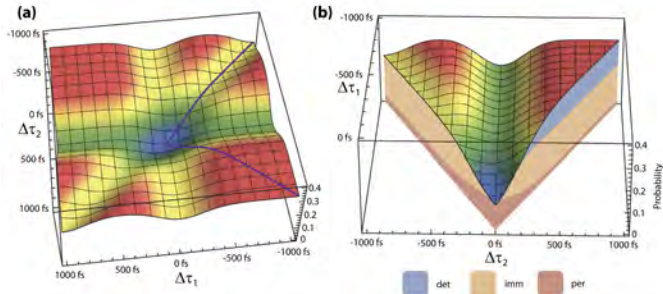 (a)
-1000 fs
-500 fs
0 fs
Δτ₂
500 fs
1000 fs
1000 fs
500 fs
0 fs
-500 fs
-1000 fs
Δτ₁
0.4
0.3
0.2
0.1
0
(b)
-1000 fs
-500 fs
Δτ₁
0 fs
0.4
0.3
0.2
0.1
0
Probability
-1000 fs
-500 fs
0 fs
500 fs
1000 fs
Δτ₂
det
imm
per